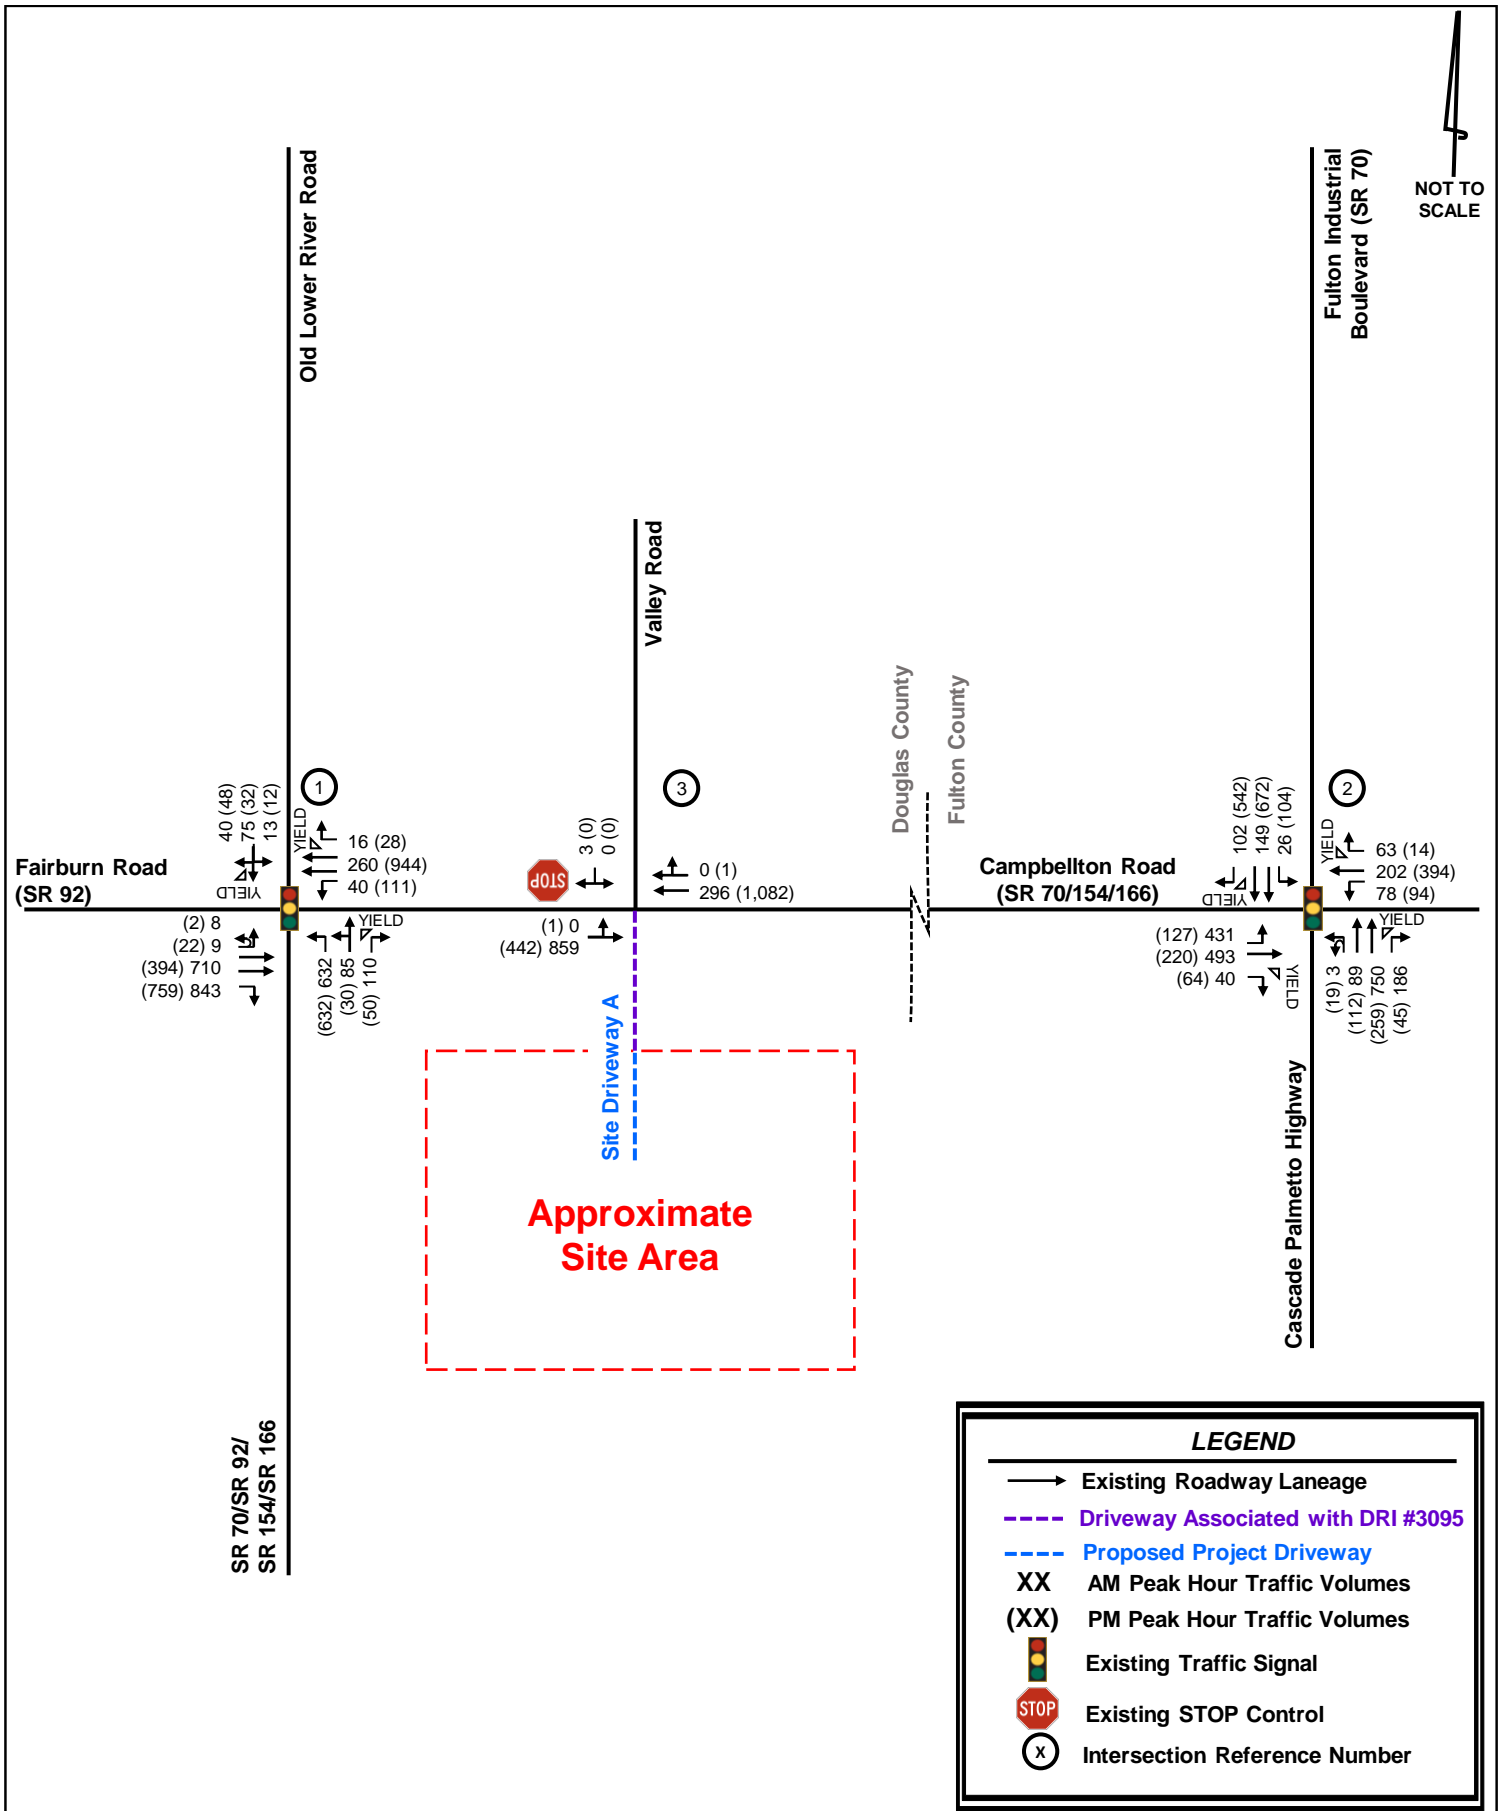 NOT TO
SCALE
Old Lower River Road
Fulton Industrial
Boulevard (SR 70)
Valley Road
Douglas County
Fulton County
1
3
2
40 (48)
75 (32)
13 (12)
YIELD
YIELD
16 (28)
260 (944)
40 (111)
Fairburn Road
(SR 92)
(2) 8
(22) 9
(394) 710
(759) 843
YIELD
(632) 632
(30) 85
(50) 110
STOP
3 (0)
0 (0)
0 (1)
296 (1,082)
(1) 0
(442) 859
Campbellton Road
(SR 70/154/166)
102 (542)
149 (672)
26 (104)
YIELD
YIELD
63 (14)
202 (394)
78 (94)
(127) 431
(220) 493
(64) 40
YIELD
YIELD
(19) 3
(112) 89
(259) 750
(45) 186
Site Driveway A
Approximate
Site Area
Cascade Palmetto Highway
SR 70/SR 92/
SR 154/SR 166
LEGEND
Existing Roadway Laneage
Driveway Associated with DRI #3095
Proposed Project Driveway
XX AM Peak Hour Traffic Volumes
(XX) PM Peak Hour Traffic Volumes
Existing Traffic Signal
STOP Existing STOP Control
X Intersection Reference Number